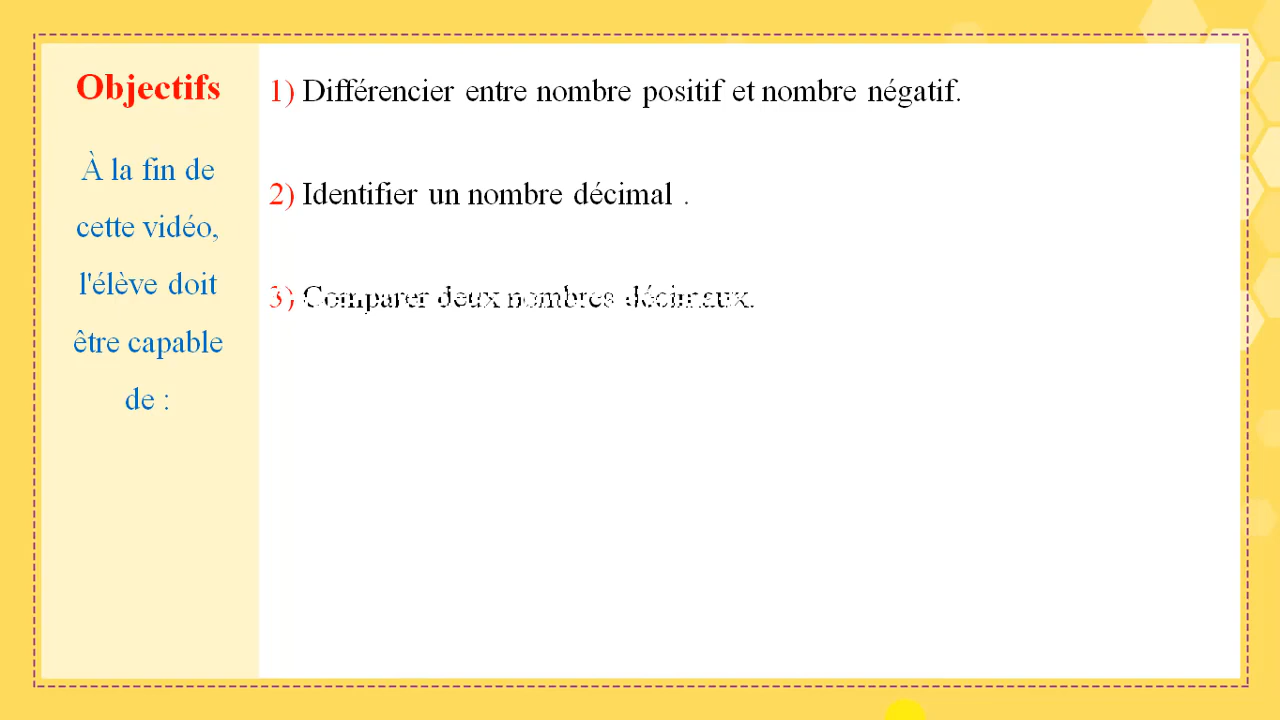 Objectifs
À la fin de
cette vidéo,
l'élève doit
être capable
de :
1) Différencier entre nombre positif et nombre négatif.
2) Identifier un nombre décimal .
3) Comparer deux nombres décimaux.